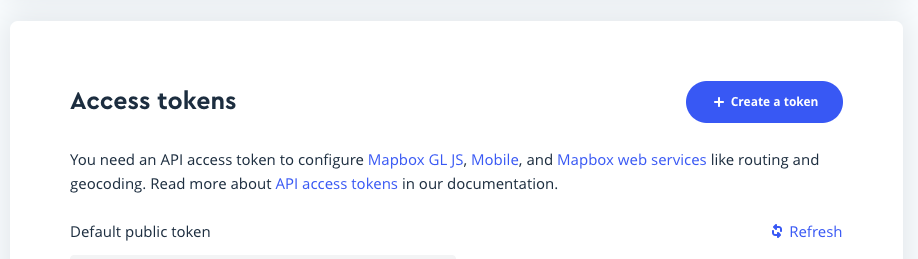 Access tokens
+ Create a token
You need an API access token to configure Mapbox GL JS, Mobile, and Mapbox web services like routing and
geocoding. Read more about API access tokens in our documentation.
Default public token
Refresh